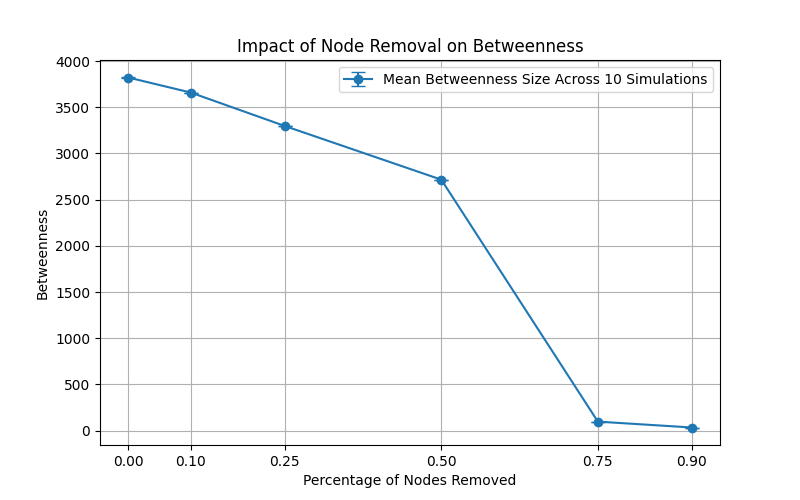 Impact of Node Removal on Betweenness
Mean Betweenness Size Across 10 Simulations
4000
3500
3000
2500
2000
1500
1000
500
0
Betweenness
0.00 0.10 0.25 0.50 0.75 0.90
Percentage of Nodes Removed